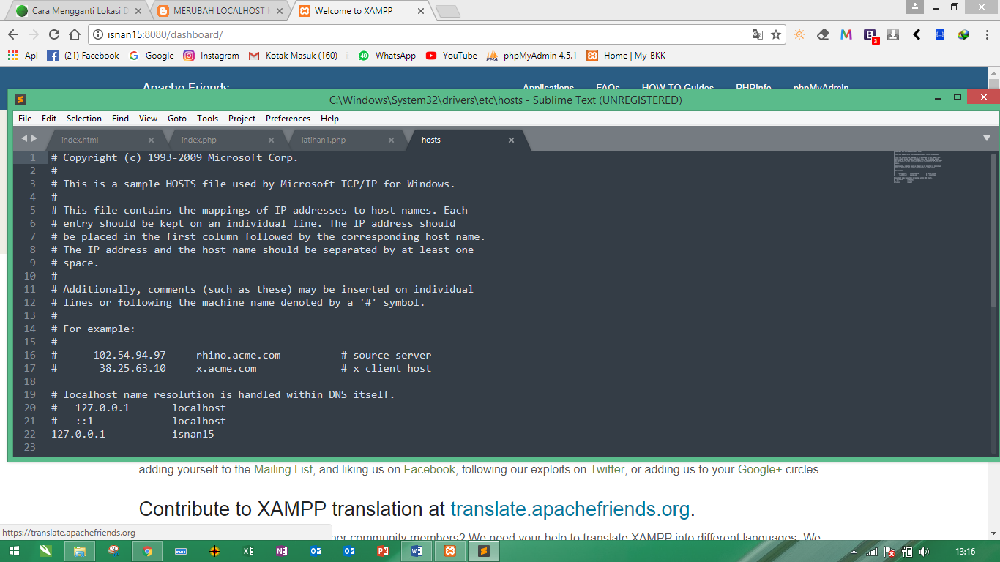 Cara Mengganti Lokasi D
MERUBAH LOCALHOST
Welcome to XAMPP
isnan15:8080/dashboard/
3
Apl
(21) Facebook
Google
Instagram
Kotak Masuk (160) -
40
WhatsApp
YouTube
phpMyAdmin 4.5.1
Home | My-BKK
Apache Friends
Applications
FAQs
HOW-TO Guides
PHPInfo
phpMyAdmin
C:\Windows\System32\drivers\etc\hosts - Sublime Text (UNREGISTERED)
File Edit Selection Find View Goto Tools Project Preferences Help
index.html
index.php
latihan1.php
hosts
1 # Copyright (c) 1993-2009 Microsoft Corp.
2 #
3 # This is a sample HOSTS file used by Microsoft TCP/IP for Windows.
4 #
5 # This file contains the mappings of IP addresses to host names. Each
6 # entry should be kept on an individual line. The IP address should
7 # be placed in the first column followed by the corresponding host name.
8 # The IP address and the host name should be separated by at least one
9 # space.
10 #
11 # Additionally, comments (such as these) may be inserted on individual
12 # lines or following the machine name denoted by a '#' symbol.
13 #
14 # For example:
15 #
16 # 102.54.94.97 rhino.acme.com # source server
17 # 38.25.63.10 x.acme.com # x client host
18
19 # localhost name resolution is handled within DNS itself.
20 # 127.0.0.1 localhost
21 # ::1 localhost
22 127.0.0.1 isnan15
23
adding yourself to the Mailing List, and liking us on Facebook, following our exploits on Twitter, or adding us to your Google+ circles.
Contribute to XAMPP translation at translate.apachefriends.org.
https://translate.apachefriends.org
her community members? We need your help to translate XAMPP into different languages. We
13:16